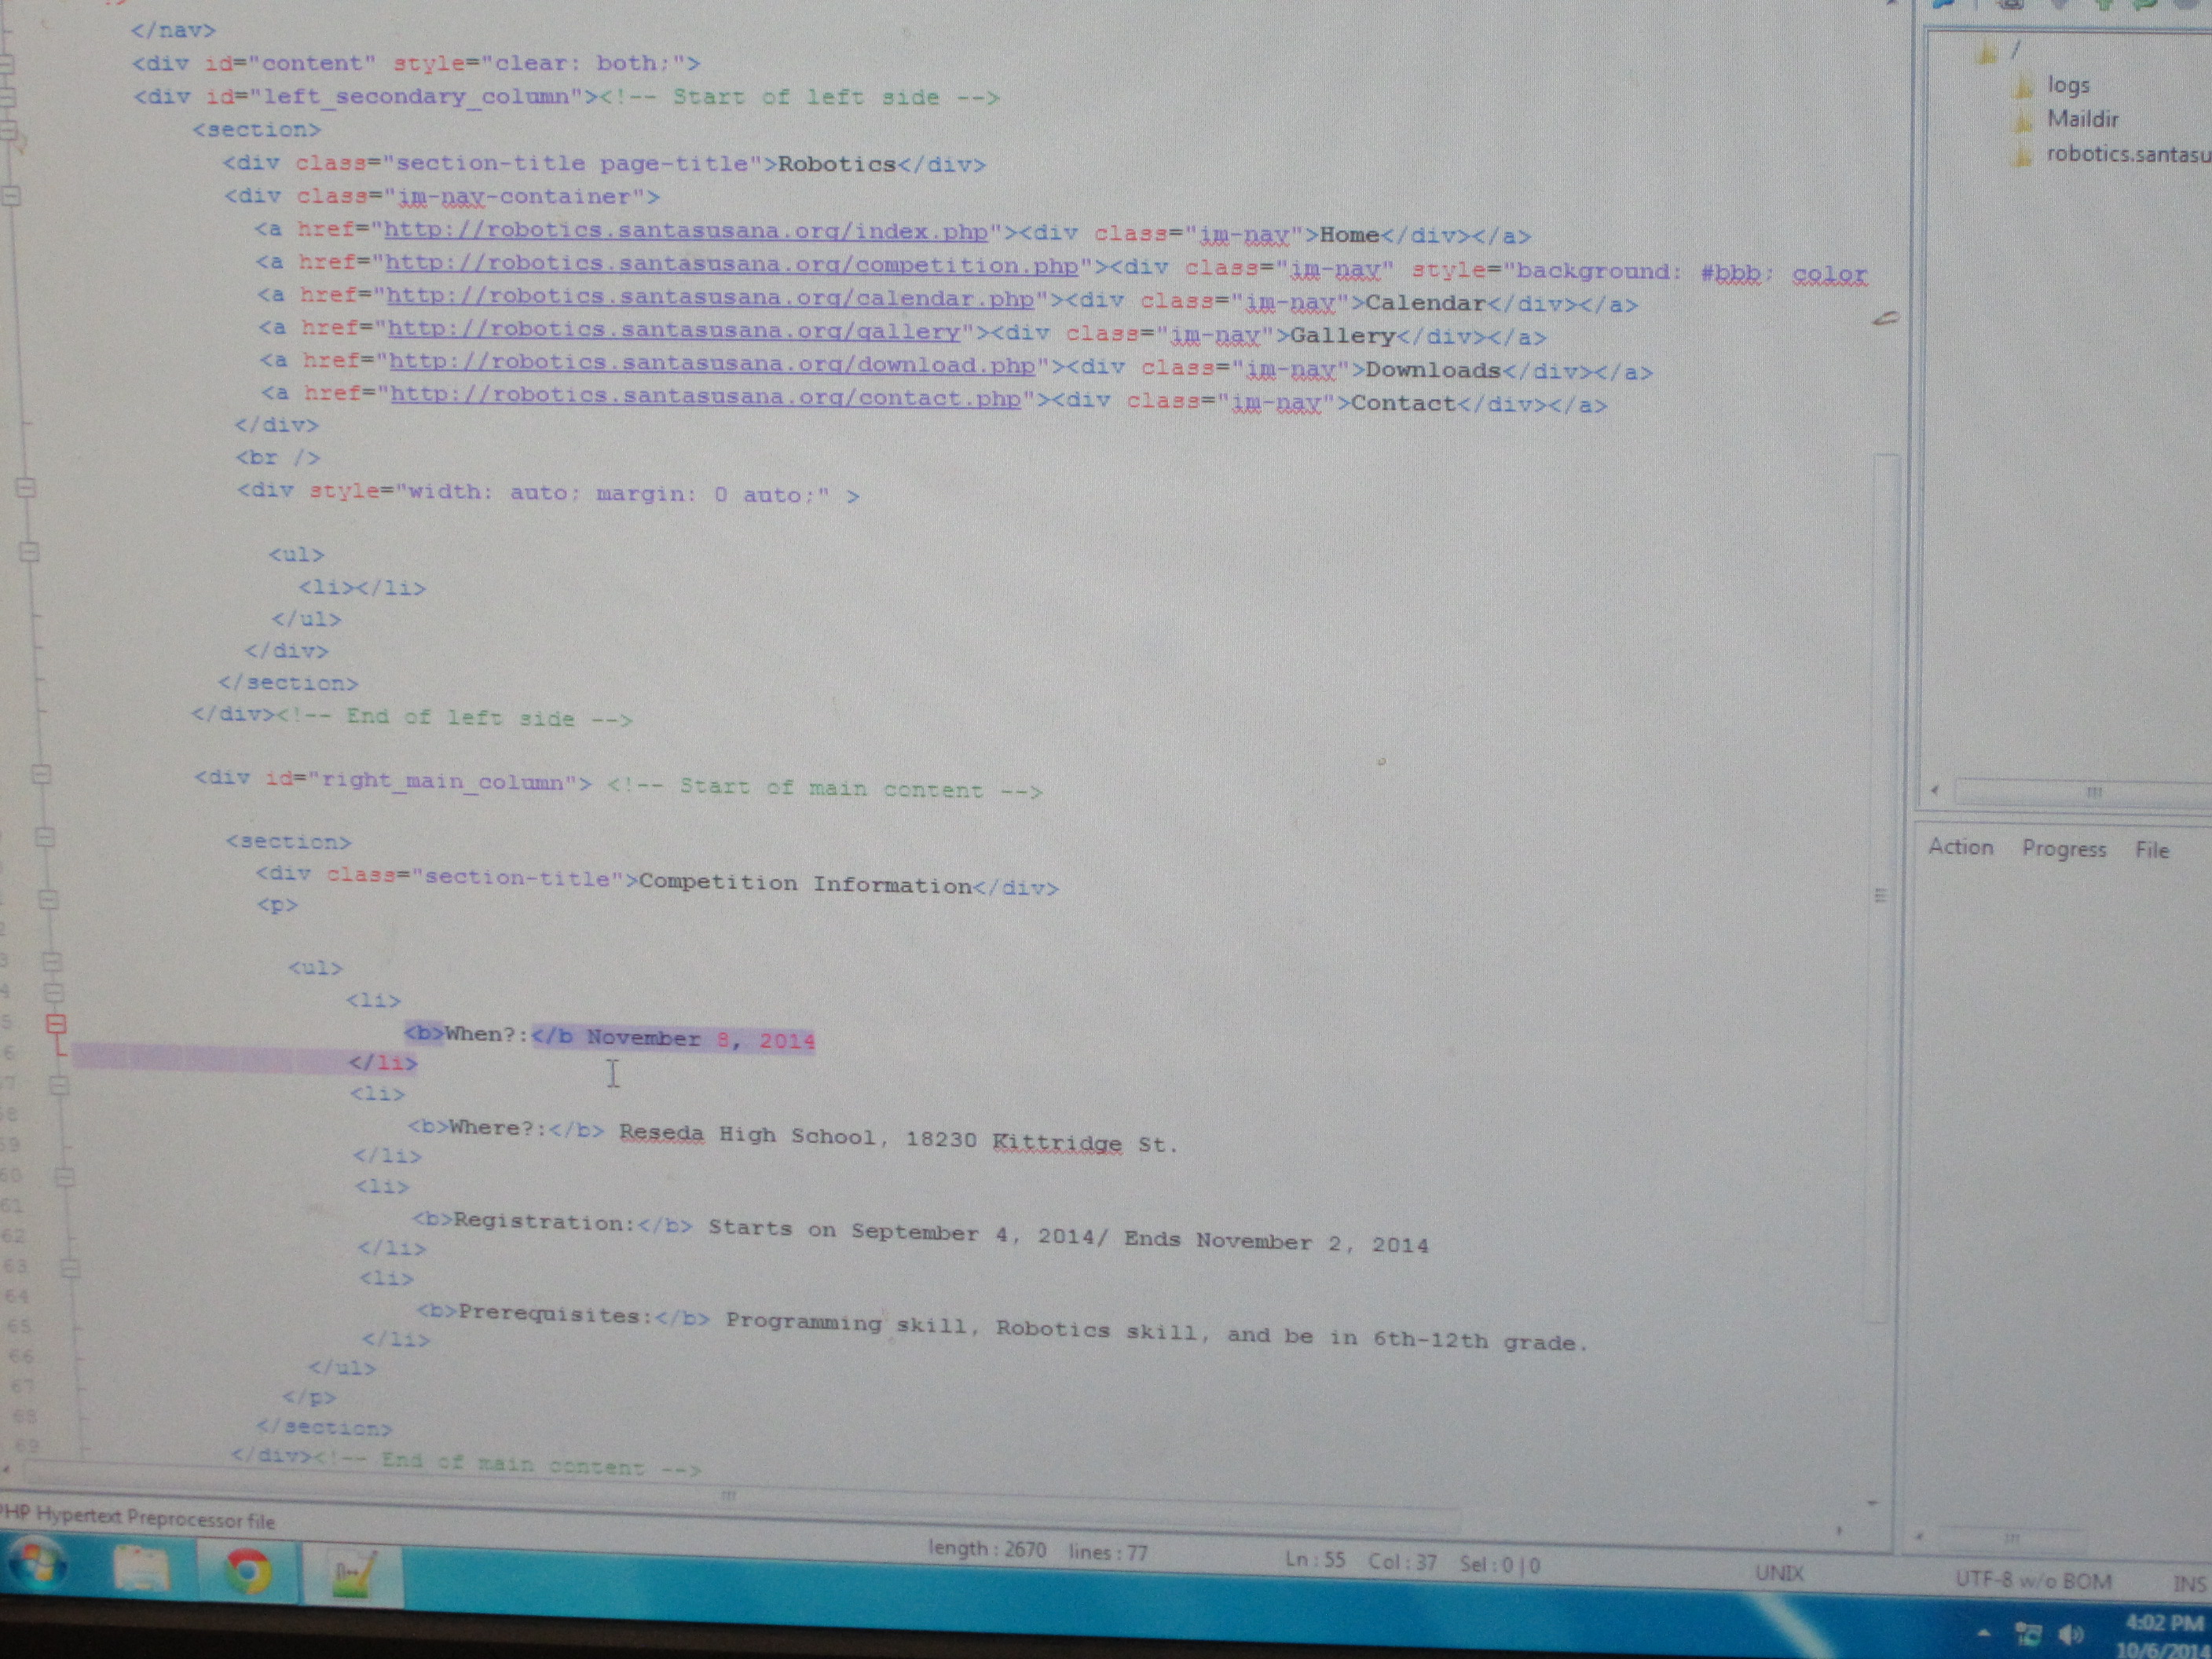 </nav>
<div id="content" style="clear: both;">
<div id="left_secondary_column"><!-- Start of left side -->
<section>
<div class="section-title page-title">Robotics</div>
<div class="im-nav-container">
<a href="http://robotics.santasusana.org/index.php"><div class="im-nav">Home</div></a>
<a href="http://robotics.santasusana.org/competition.php"><div class="im-nav" style="background: #bbb; color
<a href="http://robotics.santasusana.org/calendar.php"><div class="im-nav">Calendar</div></a>
<a href="http://robotics.santasusana.org/gallery"><div class="im-nav">Gallery</div></a>
<a href="http://robotics.santasusana.org/download.php"><div class="im-nav">Downloads</div></a>
<a href="http://robotics.santasusana.org/contact.php"><div class="im-nav">Contact</div></a>
</div>
<br />
<div style="width: auto; margin: 0 auto;" >
<ul>
<li></li>
</ul>
</div>
</section>
</div><!-- End of left side -->
<div id="right_main_column"> <!-- Start of main content -->
<section>
<div class="section-title">Competition Information</div>
<p>
<ul>
<li>
<b>When?:</b November 8, 2014
</li>
<li>
<b>Where?:</b> Reseda High School, 18230 Kittridge St.
</li>
60 <li>
61 <b>Registration:</b> Starts on September 4, 2014/ Ends November 2, 2014
62 </li>
63 <li>
64 <b>Prerequisites:</b> Programming skill, Robotics skill, and be in 6th-12th grade.
65 </li>
66 </ul>
67 </p>
68 </section>
69 </div><!-- End of main content -->
/
logs
Maildir
robotics.santasu
Action Progress File
PHP Hypertext Preprocessor file
length : 2670 lines : 77
Ln : 55 Col : 37 Sel : 0 | 0
UNIX
UTF-8 w/o BOM
INS
4:02 PM
10/6/2014